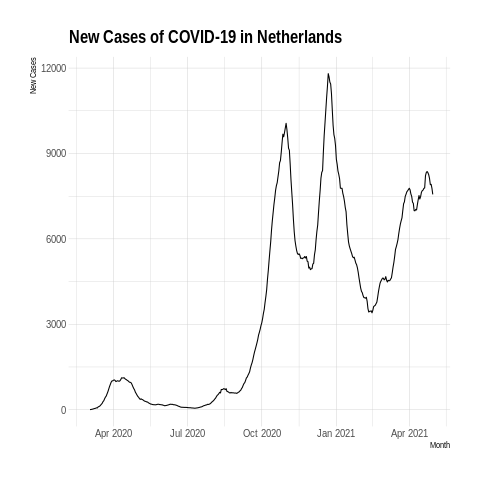 New Cases of COVID-19 in Netherlands
New Cases
12000
9000
6000
3000
0
Apr 2020 Jul 2020 Oct 2020 Jan 2021 Apr 2021
Month